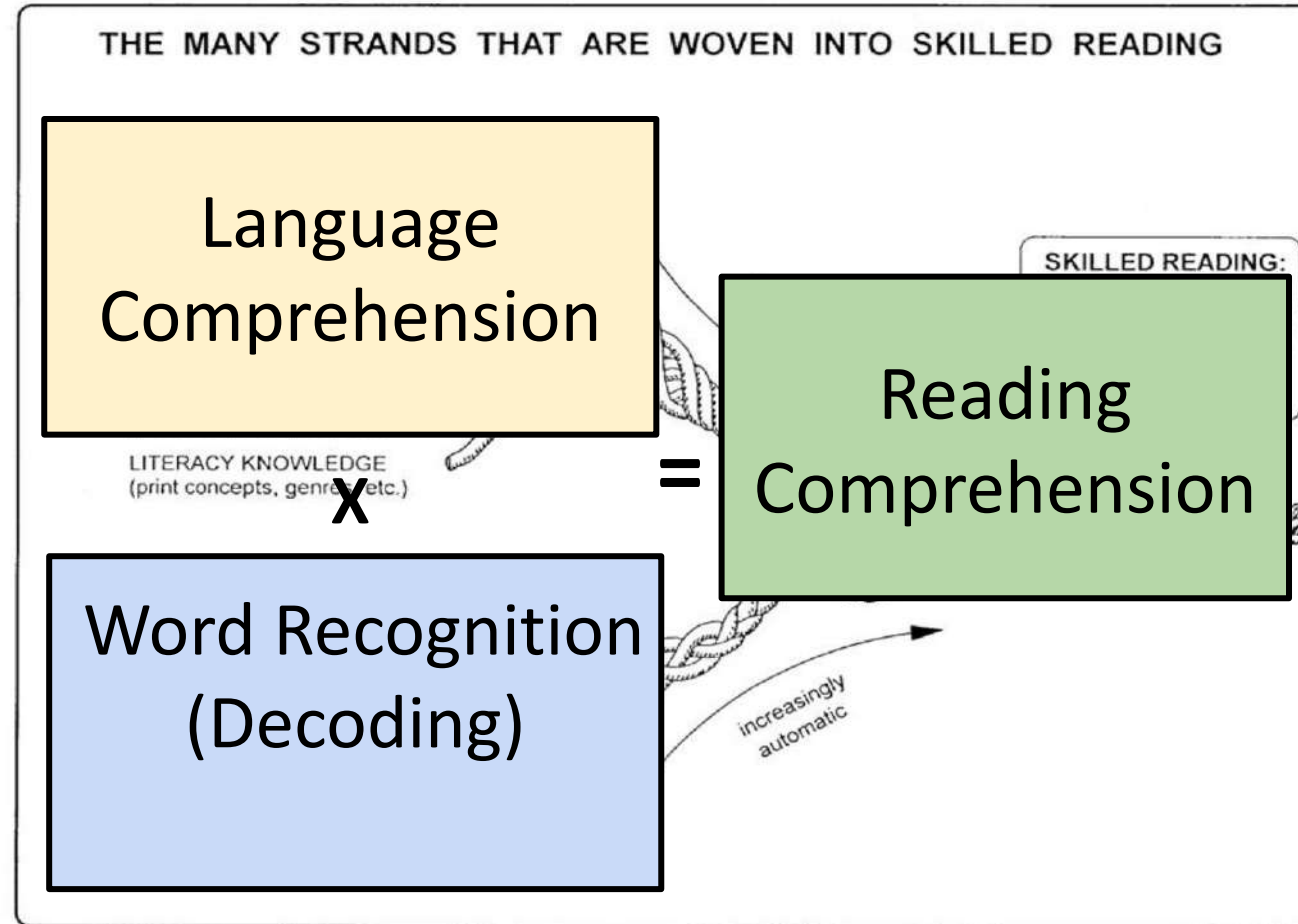 THE MANY STRANDS THAT ARE WOVEN INTO SKILLED READING
Language
Comprehension
LITERACY KNOWLEDGE
(print concepts, genres, etc.)
X
Word Recognition
(Decoding)
=
SKILLED READING:
Reading
Comprehension
increasingly
automatic